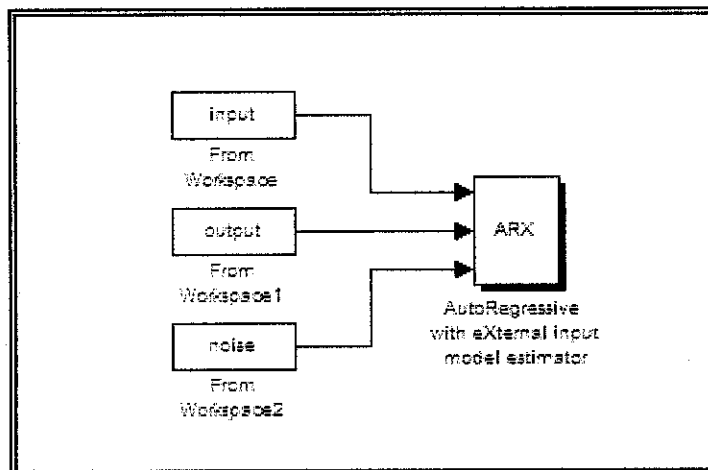 input
From
Workspace
output
From
Workspace1
noise
From
Workspace2
ARX
AutoRegressive
with eXternal input
model estimator